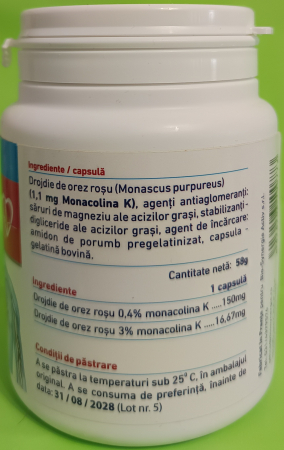 Ingrediente / capsulă
Drojdie de orez roșu (Monascus purpureus)
(1,1 mg Monacolina K), agenți antiaglomeranți:
săruri de magneziu ale acizilor grași, stabilizanți -
digliceride ale acizilor grași, agent de încărcare:
amidon de porumb pregelatinizat, capsula -
gelatină bovină.
Cantitate netă: 58g
Ingrediente 1 capsulă
Drojdie de orez roșu 0,4% monacolina K .....150mg
Drojdie de orez roșu 3% monacolina K .....16,67mg
Condiții de păstrare
A se păstra la temperaturi sub 25°C, în ambalajul
original. A se consuma de preferință, înainte de
data: 31/08/2028 (Lot nr. 5)